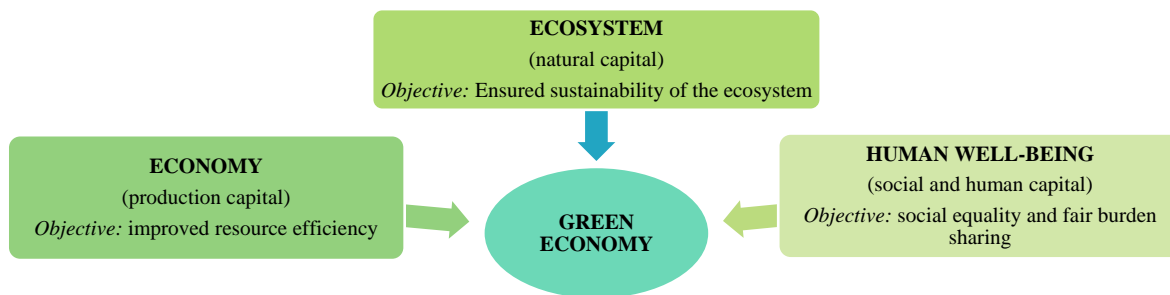 ECOSYSTEM
(natural capital)
Objective: Ensured sustainability of the ecosystem
ECONOMY
(production capital)
Objective: improved resource efficiency
HUMAN WELL-BEING
(social and human capital)
Objective: social equality and fair burden
sharing
GREEN
ECONOMY